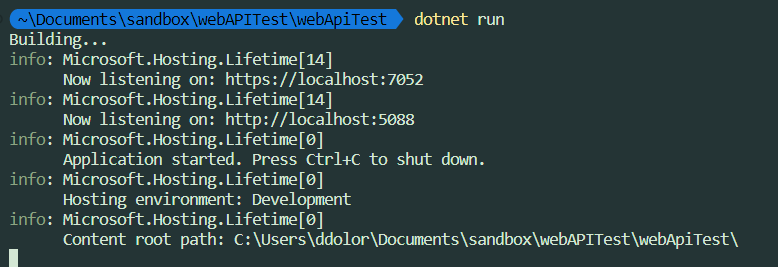 ~\Documents\sandbox\webAPITest\webApiTest dotnet run
Building...
info: Microsoft.Hosting.Lifetime[14]
      Now listening on: https://localhost:7052
info: Microsoft.Hosting.Lifetime[14]
      Now listening on: http://localhost:5088
info: Microsoft.Hosting.Lifetime[0]
      Application started. Press Ctrl+C to shut down.
info: Microsoft.Hosting.Lifetime[0]
      Hosting environment: Development
info: Microsoft.Hosting.Lifetime[0]
      Content root path: C:\Users\ddolor\Documents\sandbox\webAPITest\webApiTest\